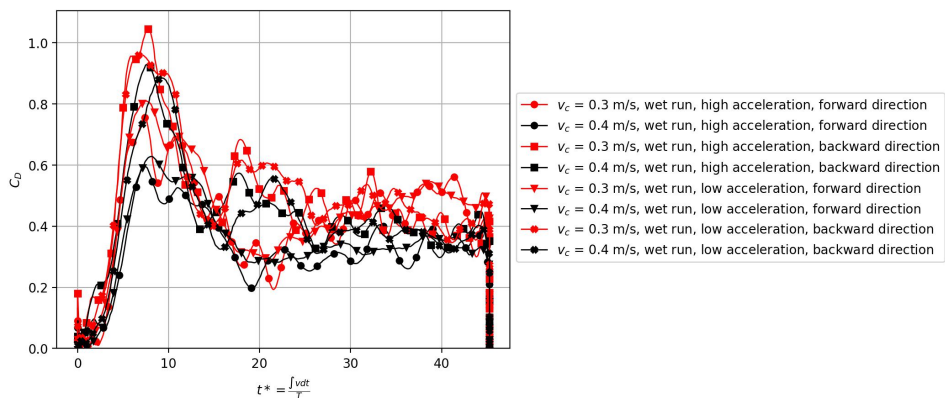 1.0
0.8
0.6
0.4
0.2
0.0
C_D
0 10 20 30 40
t* = ∫vdt / r
v_c = 0.3 m/s, wet run, high acceleration, forward direction
v_c = 0.4 m/s, wet run, high acceleration, forward direction
v_c = 0.3 m/s, wet run, high acceleration, backward direction
v_c = 0.4 m/s, wet run, high acceleration, backward direction
v_c = 0.3 m/s, wet run, low acceleration, forward direction
v_c = 0.4 m/s, wet run, low acceleration, forward direction
v_c = 0.3 m/s, wet run, low acceleration, backward direction
v_c = 0.4 m/s, wet run, low acceleration, backward direction